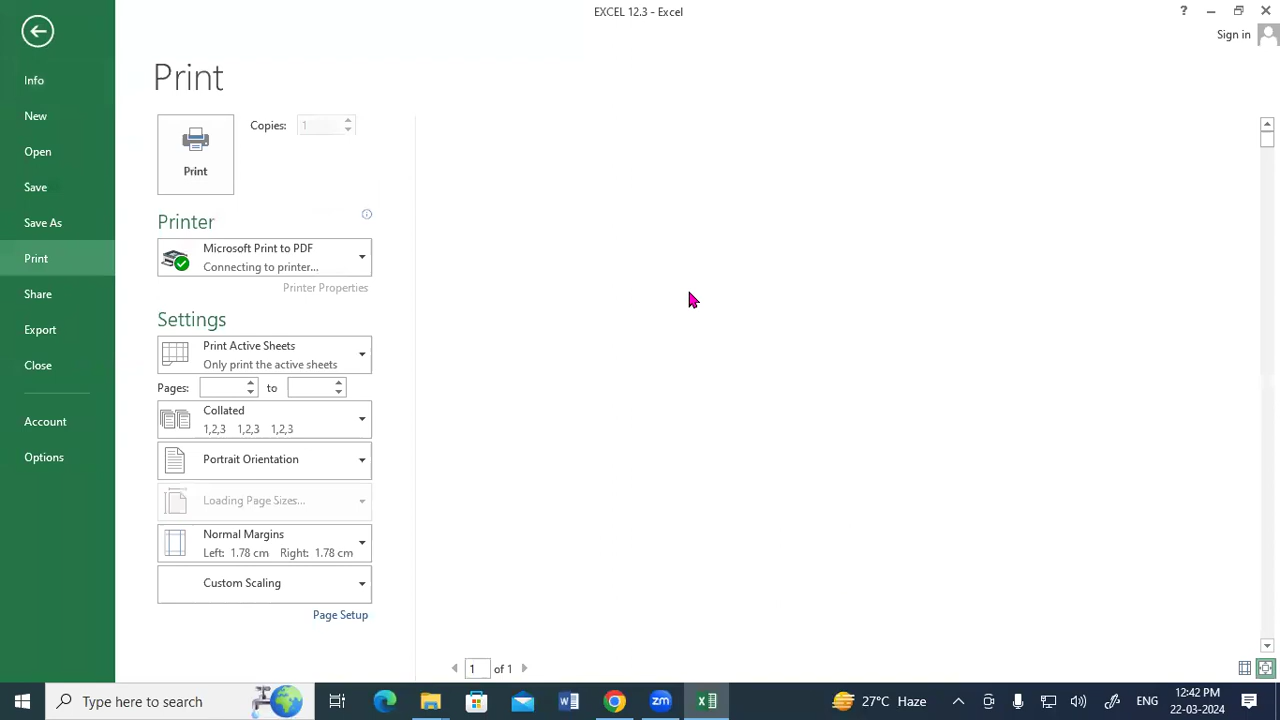 EXCEL 12.3 - Excel
?
Sign in
Info
New
Open
Save
Save As
Print
Share
Export
Close
Account
Options
Print
Print
Copies: 1
Printer
Microsoft Print to PDF
Connecting to printer...
Printer Properties
Settings
Print Active Sheets
Only print the active sheets
Pages: to
Collated
1,2,3 1,2,3 1,2,3
Portrait Orientation
Loading Page Sizes...
Normal Margins
Left: 1.78 cm Right: 1.78 cm
Custom Scaling
Page Setup
1 of 1
Type here to search
zm
27°C Haze
ENG
12:42 PM
22-03-2024